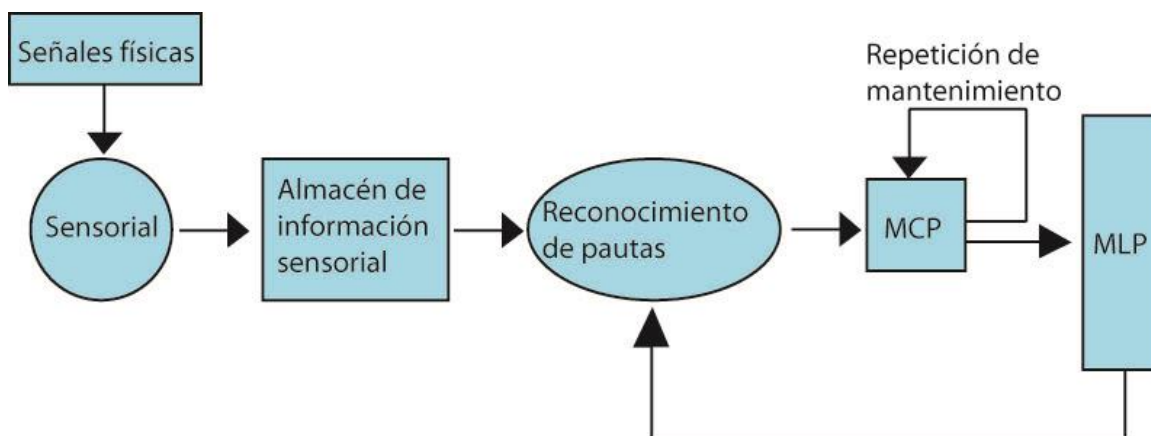 Señales físicas
Sensorial
Almacén de
información
sensorial
Reconocimiento
de pautas
Repetición de
mantenimiento
MCP
MLP